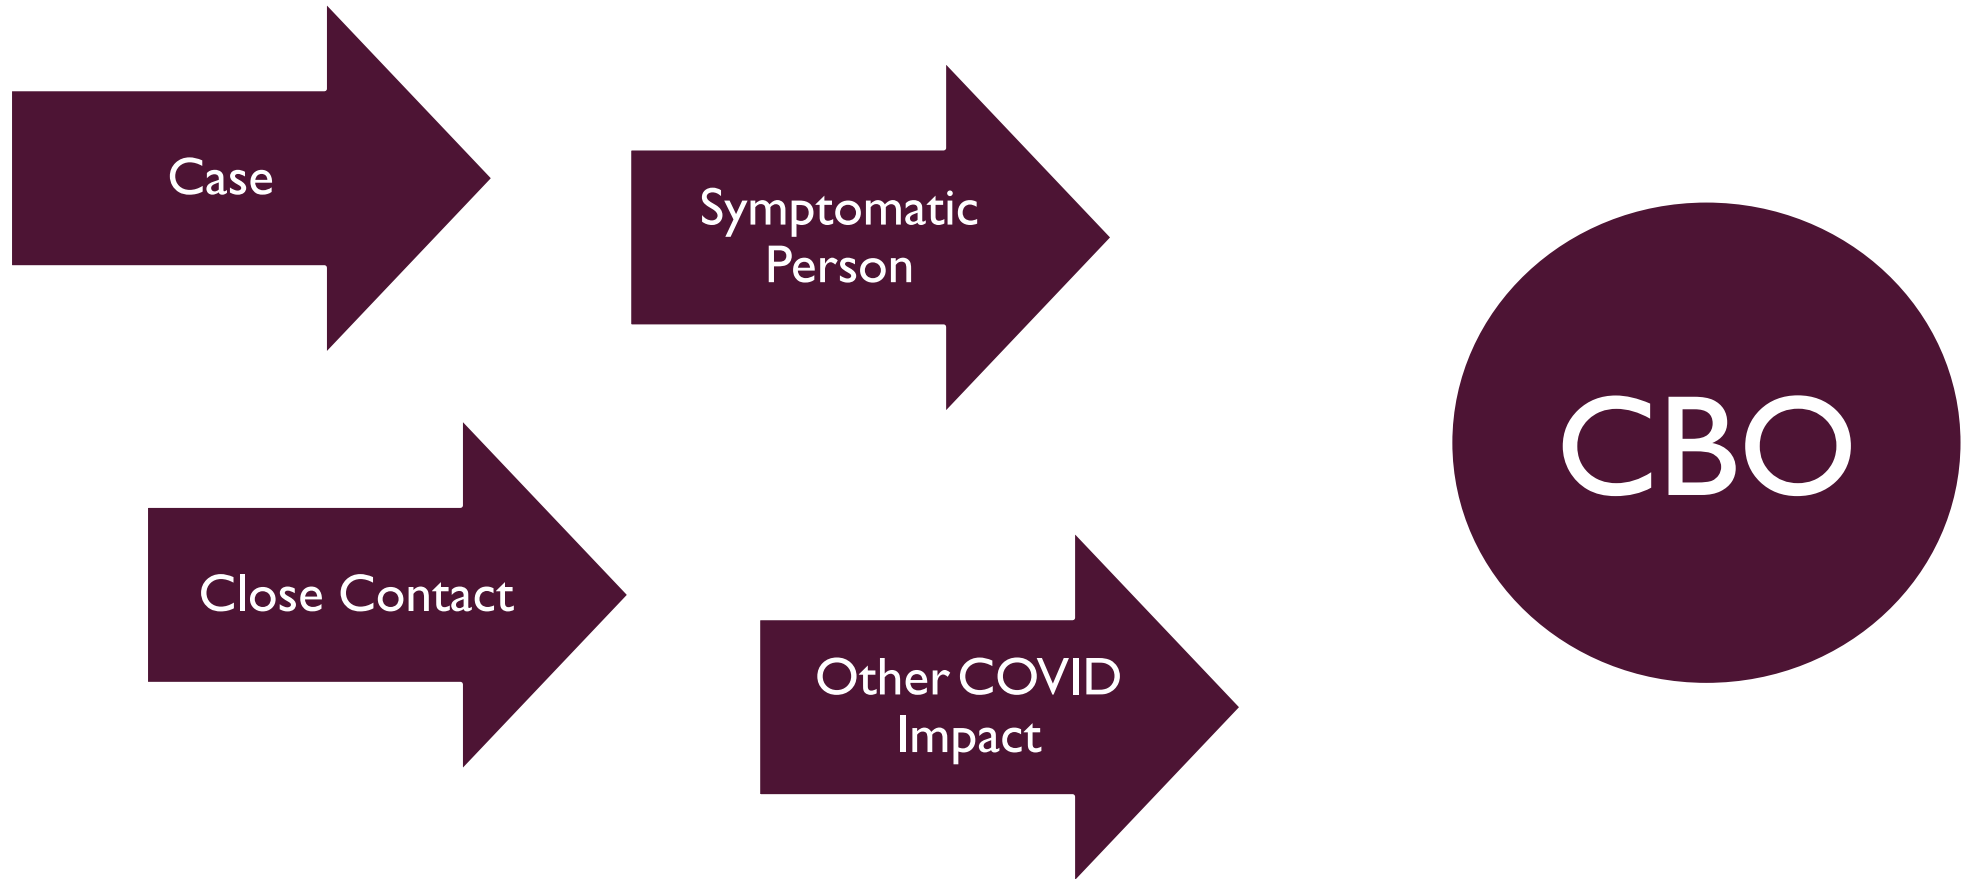 Case
Symptomatic
Person
Close Contact
Other COVID
Impact
CBO